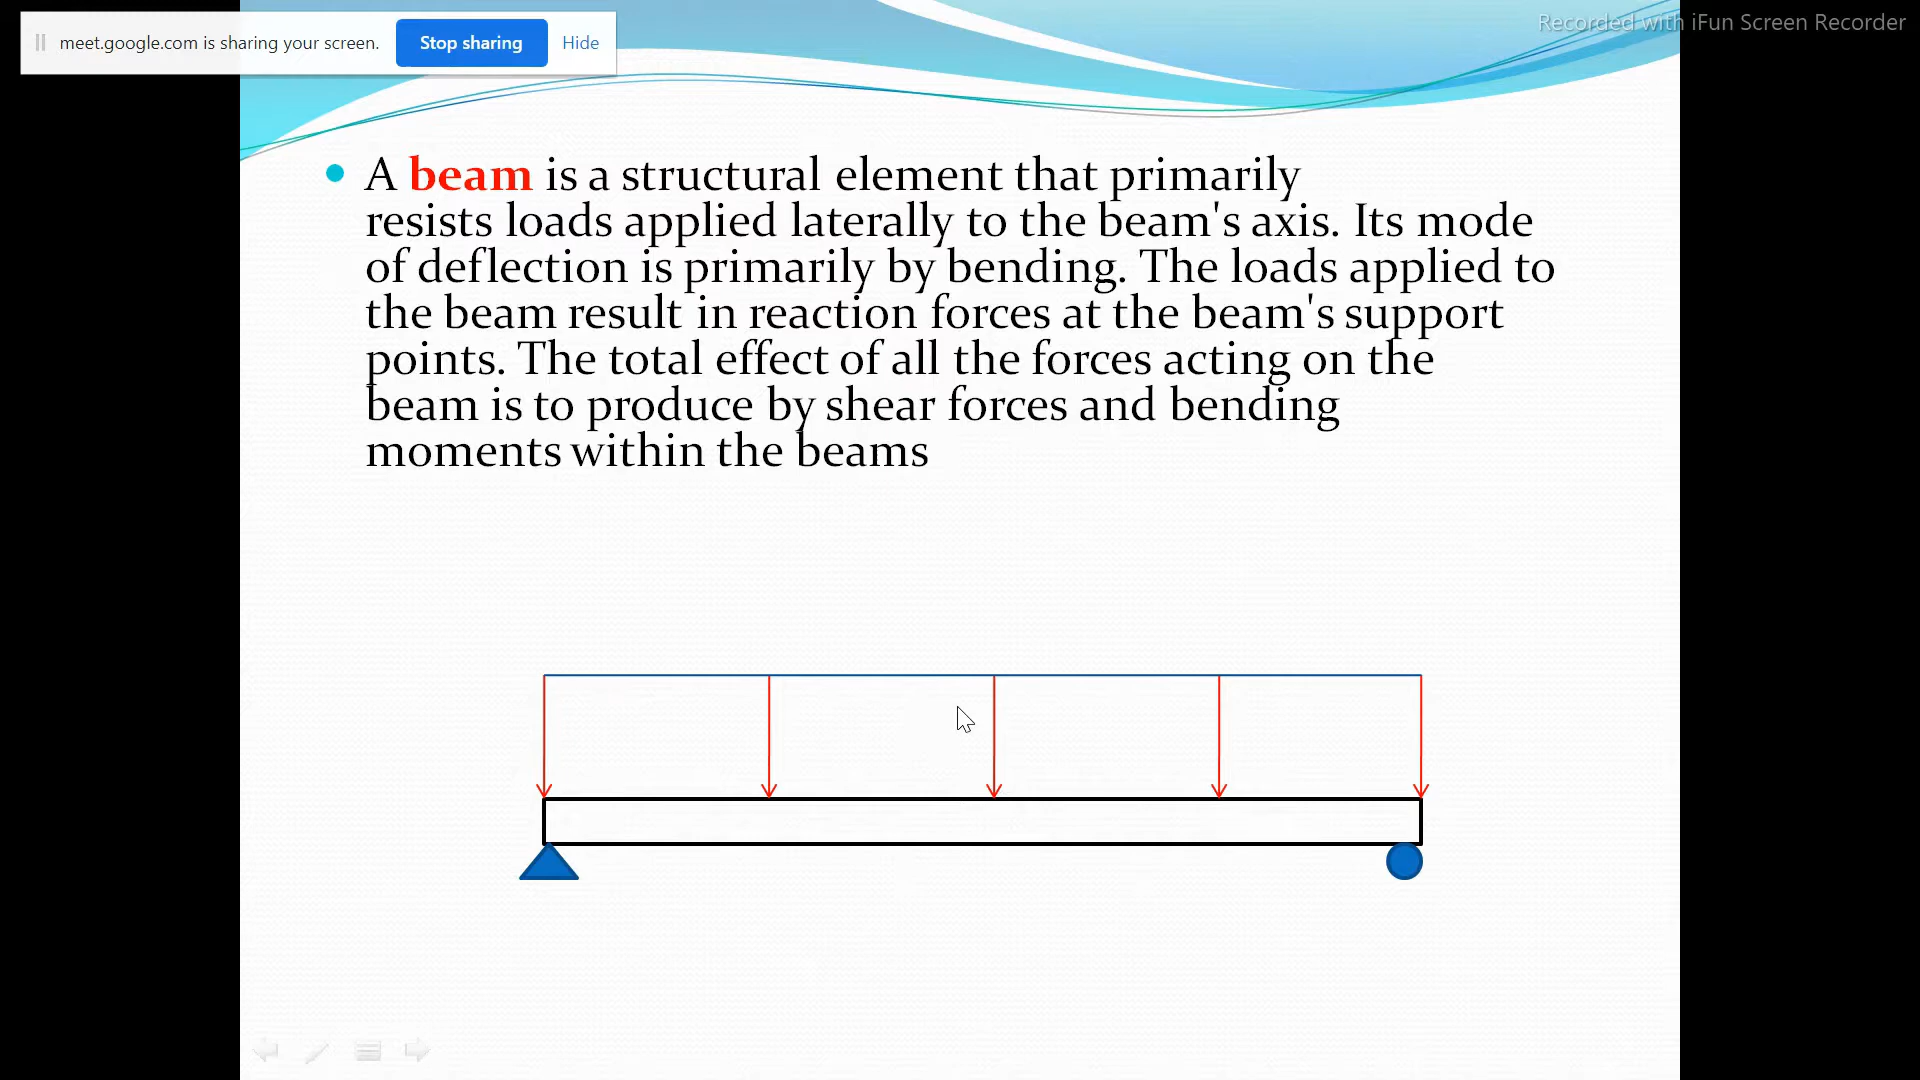 meet.google.com is sharing your screen. Stop sharing Hide
Recorded with iFun Screen Recorder
A beam is a structural element that primarily
resists loads applied laterally to the beam's axis. Its mode
of deflection is primarily by bending. The loads applied to
the beam result in reaction forces at the beam's support
points. The total effect of all the forces acting on the
beam is to produce by shear forces and bending
moments within the beams